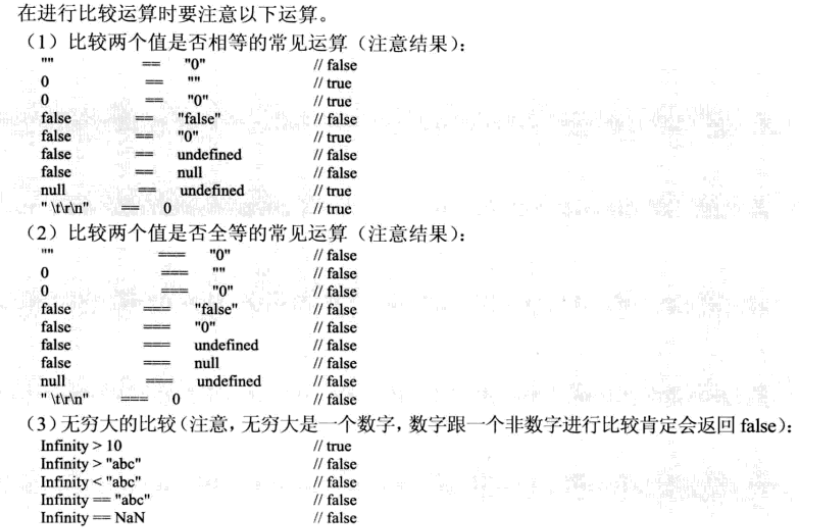 在进行比较运算时要注意以下运算。
（1）比较两个值是否相等的常见运算（注意结果）：
"" == "0" // false
0 == "" // true
0 == "0" // true
false == "false" // false
false == "0" // true
false == undefined // false
false == null // false
null == undefined // true
" \t\r\n" == 0 // true
（2）比较两个值是否全等的常见运算（注意结果）：
"" === "0" // false
0 === "" // false
0 === "0" // false
false === "false" // false
false === "0" // false
false === undefined // false
false === null // false
null === undefined // false
" \t\r\n" === 0 // false
（3）无穷大的比较（注意，无穷大是一个数字，数字跟一个非数字进行比较肯定会返回 false）：
Infinity > 10 // true
Infinity > "abc" // false
Infinity < "abc" // false
Infinity == "abc" // false
Infinity == NaN // false